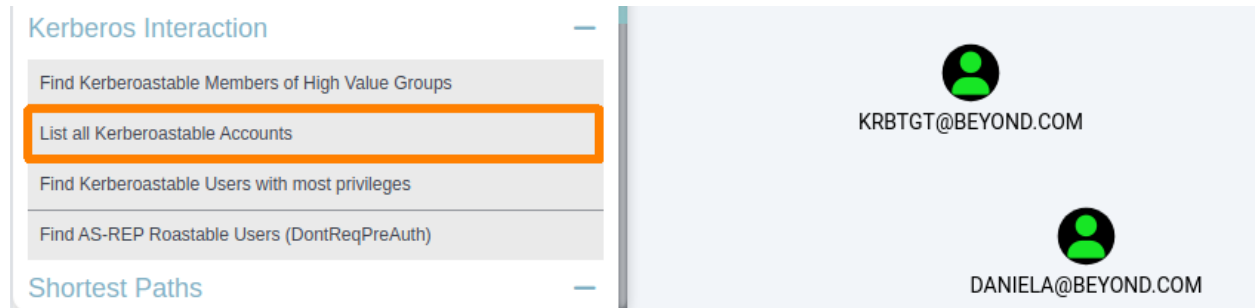 Kerberos Interaction
Find Kerberoastable Members of High Value Groups
List all Kerberoastable Accounts
Find Kerberoastable Users with most privileges
Find AS-REP Roastable Users (DontReqPreAuth)
Shortest Paths
KRBTGT@BEYOND.COM
DANIELA@BEYOND.COM